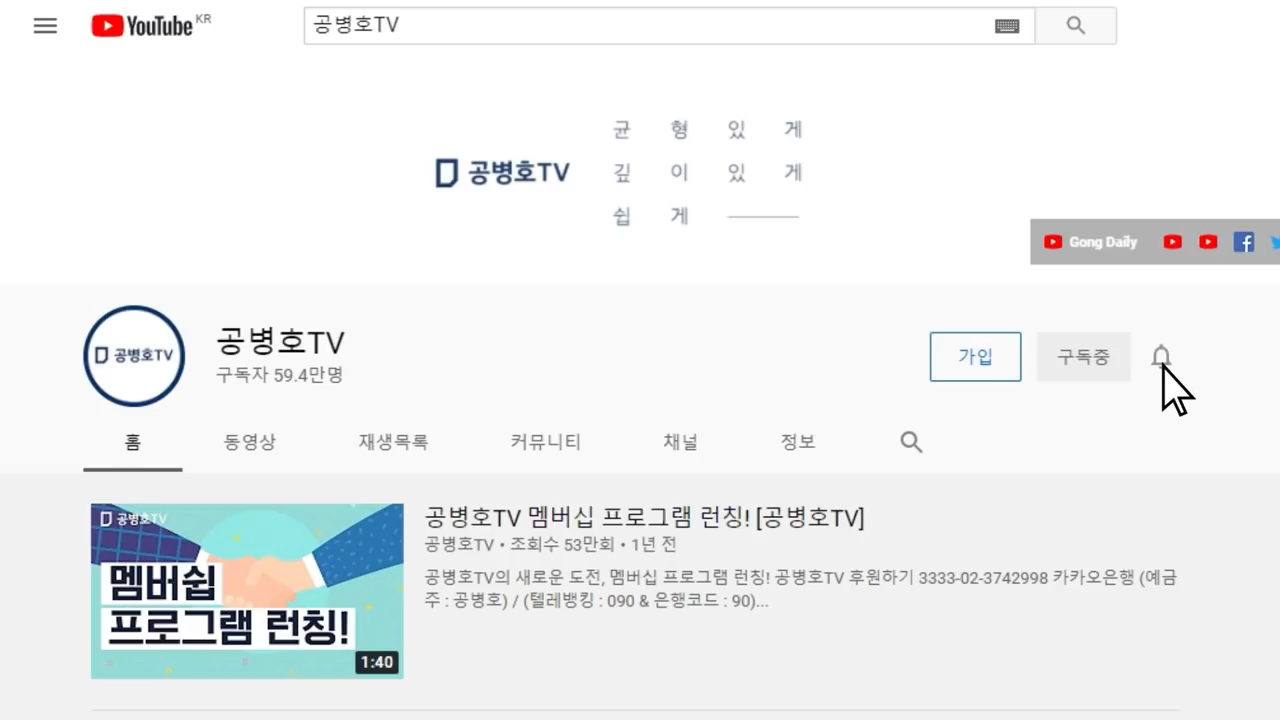 YouTube KR
공병호TV
균 형 있 게
공병호TV
깊 이 있 게
쉽 게
Gong Daily
공병호TV
공병호TV
구독자 59.4만명
가입
구독중
홈 동영상 재생목록 커뮤니티 채널 정보
공병호TV
멤버쉽
프로그램 런칭!
1:40
공병호TV 멤버십 프로그램 런칭! [공병호TV]
공병호TV • 조회수 53만회 • 1년 전
공병호TV의 새로운 도전, 멤버십 프로그램 런칭! 공병호TV 후원하기 3333-02-3742998 카카오은행 (예금
주 : 공병호) / (텔레뱅킹 : 090 & 은행코드 : 90)...